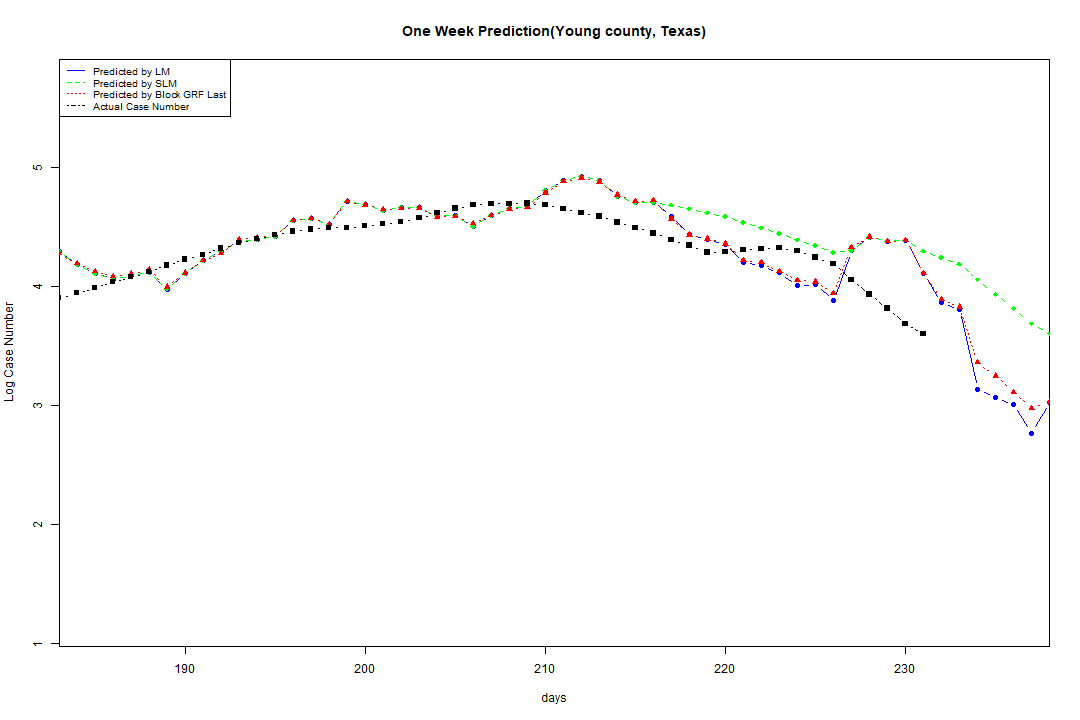 One Week Prediction(Young county, Texas)
Predicted by LM
Predicted by SLM
Predicted by Block GRF Last
Actual Case Number
5
4
3
2
1
Log Case Number
190
200
210
220
230
days